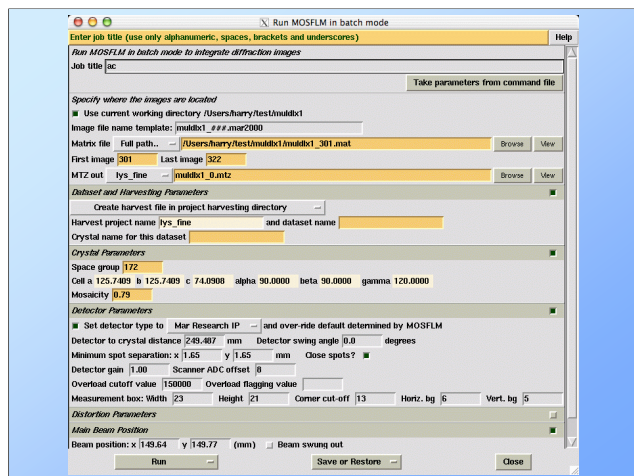 Run MOSFLM in batch mode
Enter job title (use only alphanumeric, spaces, brackets and underscores) Help
Run MOSFLM in batch mode to integrate diffraction images
Job title ac
Take parameters from command file
Specify where the images are located
Use current working directory /Users/harry/test/muldlx1
Image file name template: muldlx1_###.mar2000
Matrix file Full path.. /Users/harry/test/muldlx1/muldlx1_301.mat Browse View
First image 301 Last image 322
MTZ out lys_fine muldlx1_0.mtz Browse View
Dataset and Harvesting Parameters
Create harvest file in project harvesting directory
Harvest project name lys_fine and dataset name
Crystal name for this dataset
Crystal Parameters
Space group 172
Cell a 125.7409 b 125.7409 c 74.0908 alpha 90.0000 beta 90.0000 gamma 120.0000
Mosaicity 0.79
Detector Parameters
Set detector type to Mar Research IP and over-ride default determined by MOSFLM
Detector to crystal distance 249.487 mm Detector swing angle 0.0 degrees
Minimum spot separation: x 1.65 y 1.65 mm Close spots?
Detector gain 1.00 Scanner ADC offset 8
Overload cutoff value 150000 Overload flagging value
Measurement box: Width 23 Height 21 Corner cut-off 13 Horiz. bg 6 Vert. bg 5
Distortion Parameters
Main Beam Position
Beam position: x 149.64 y 149.77 (mm) Beam swung out
Run Save or Restore Close